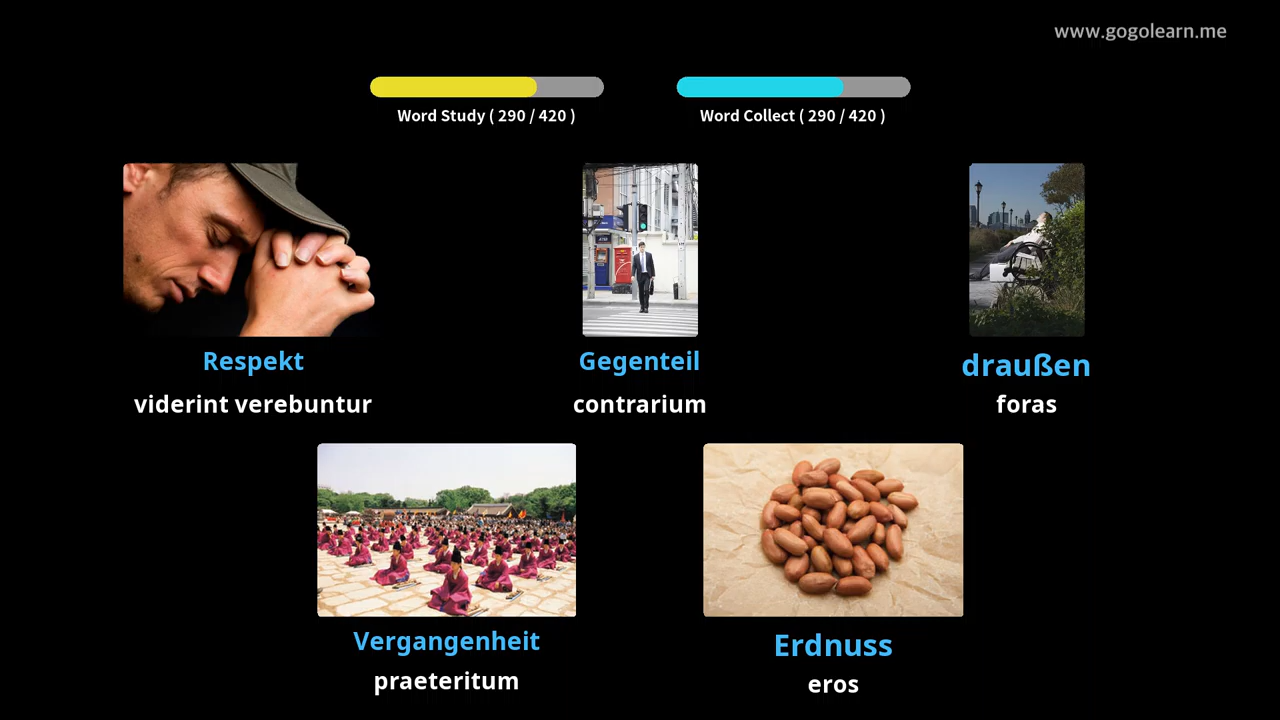 www.gogolearn.me
Word Study ( 290 / 420 )
Word Collect ( 290 / 420 )
Respekt
viderint verebuntur
Gegenteil
contrarium
draußen
foras
Vergangenheit
praeteritum
Erdnuss
eros